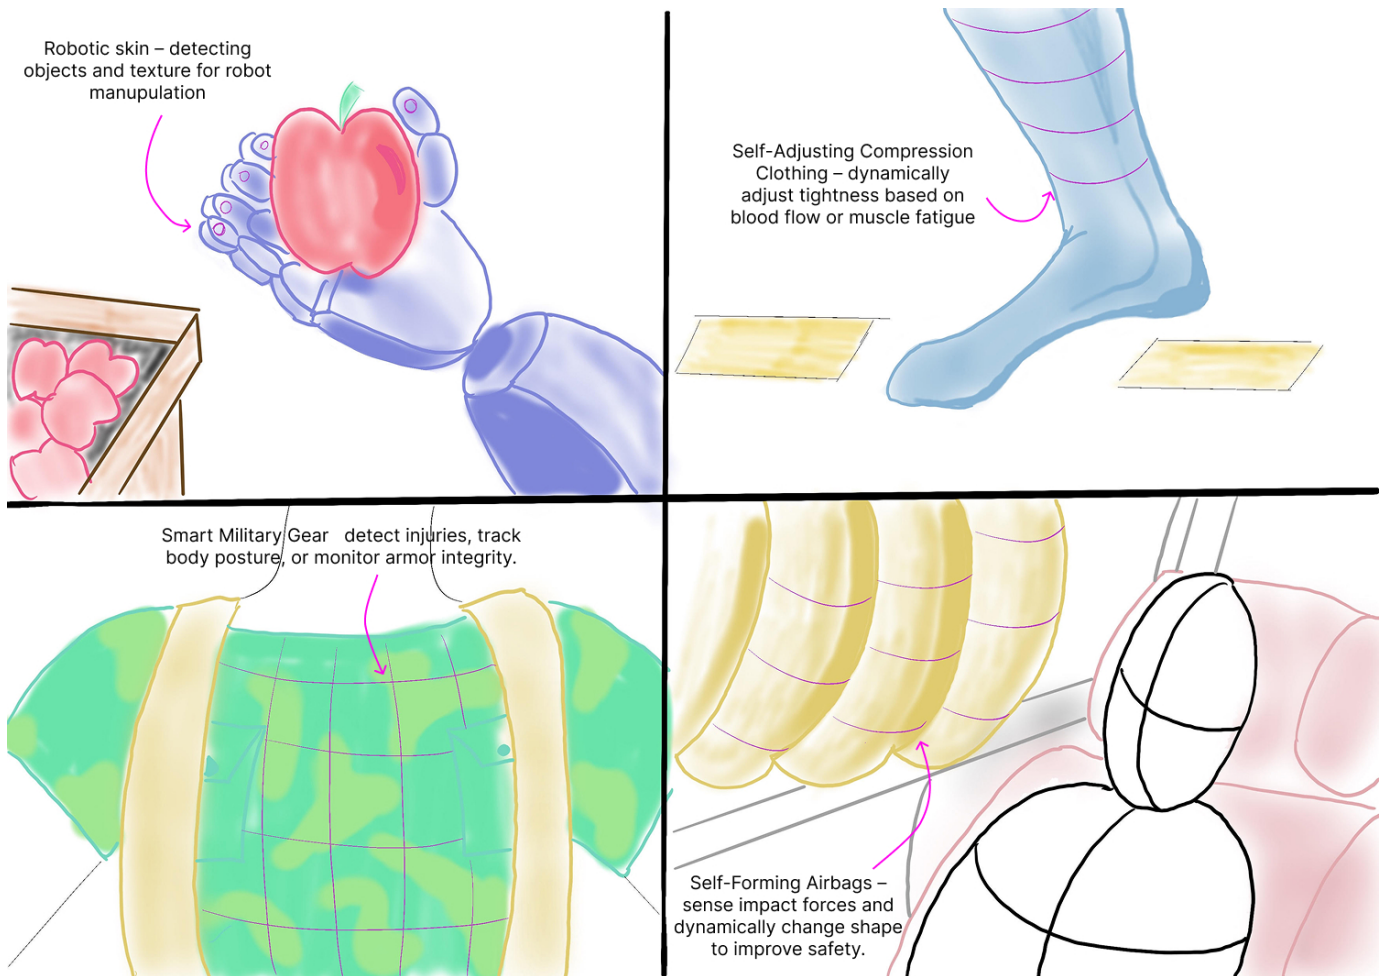 Robotic skin – detecting
objects and texture for robot
manupulation
Self-Adjusting Compression
Clothing – dynamically
adjust tightness based on
blood flow or muscle fatigue
Smart Military Gear   detect injuries, track
body posture, or monitor armor integrity.
Self-Forming Airbags –
sense impact forces and
dynamically change shape
to improve safety.